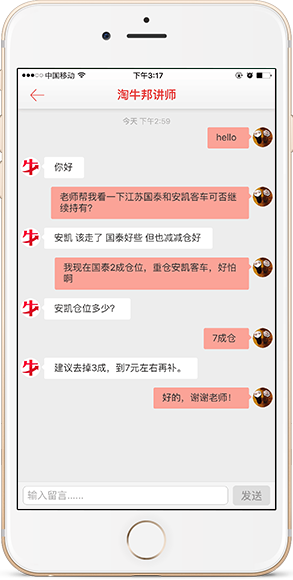 中国移动
下午3:17
淘牛邦讲师
今天 下午2:59
hello
你好
老师帮我看一下江苏国泰和安凯客车可否继
续持有?
安凯 该走了 国泰好些 但也减减仓好
我现在国泰2成仓位，重仓安凯客车，好怕
啊
安凯仓位多少?
7成仓
建议去掉3成，到7元左右再补。
好的，谢谢老师！
输入留言......
发送